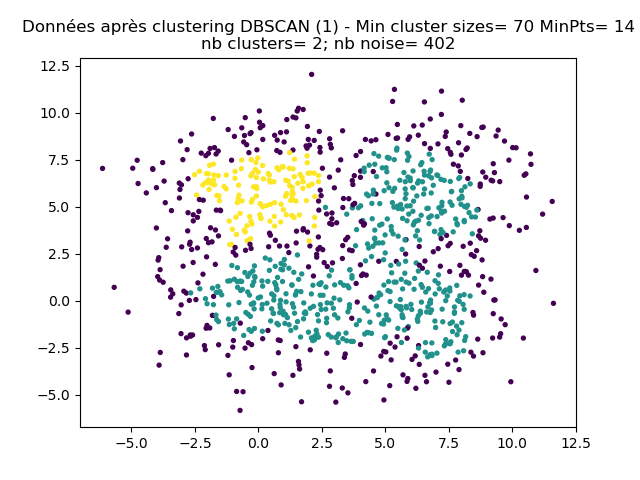 Données après clustering DBSCAN (1) - Min cluster sizes= 70 MinPts= 14
nb clusters= 2; nb noise= 402
12.5
10.0
7.5
5.0
2.5
0.0
−2.5
−5.0
−5.0 −2.5 0.0 2.5 5.0 7.5 10.0 12.5